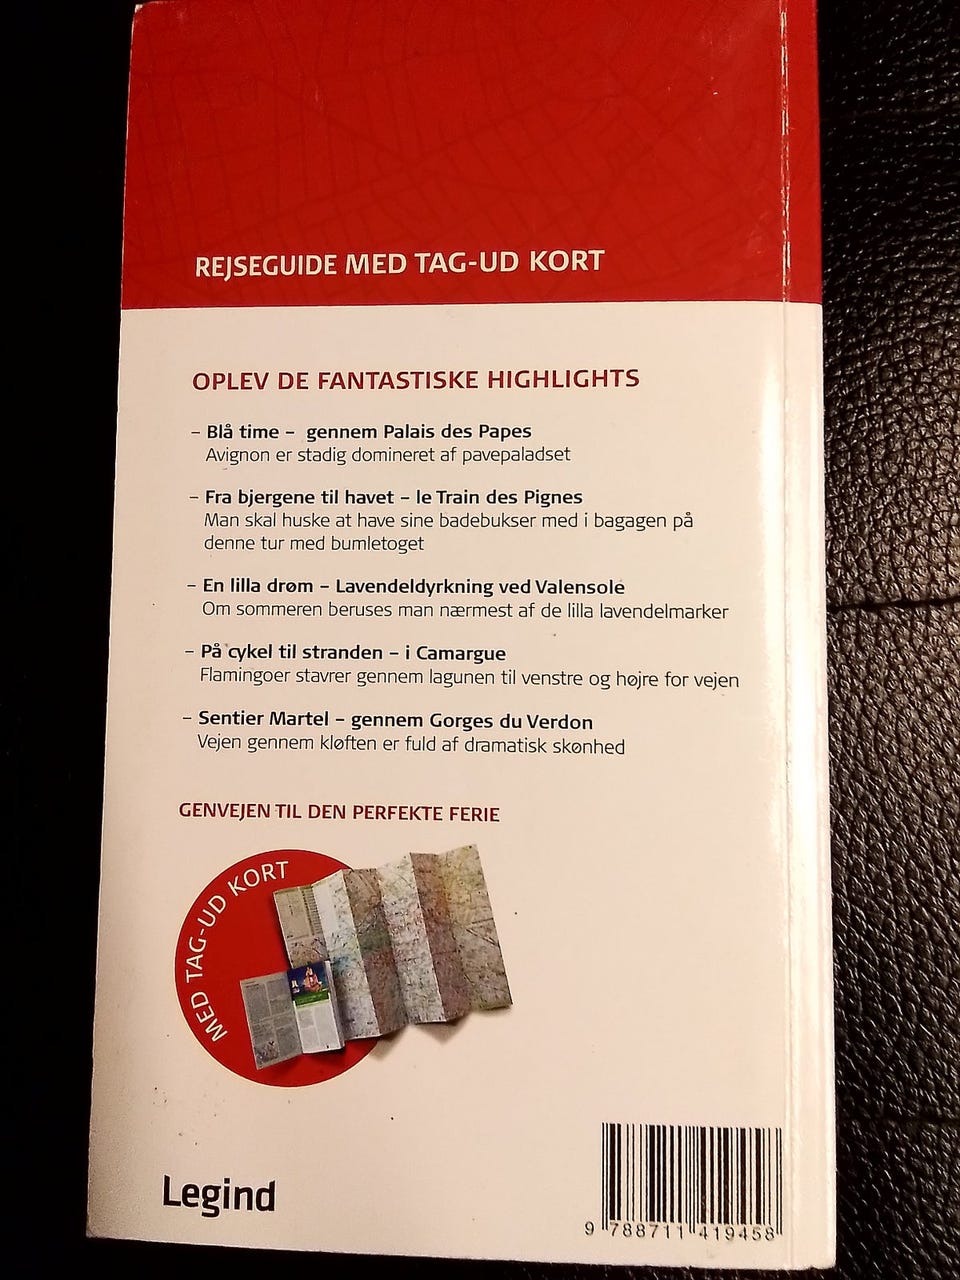 REJSEGUIDE MED TAG-UD KORT
OPLEV DE FANTASTISKE HIGHLIGHTS
– Blå time – gennem Palais des Papes
Avignon er stadig domineret af pavepaladset
– Fra bjergene til havet – le Train des Pignes
Man skal huske at have sine badebukser med i bagagen på
denne tur med bumletoget
– En lilla drøm – Lavendeldyrkning ved Valensole
Om sommeren beruses man nærmest af de lilla lavendelmarker
– På cykel til stranden – i Camargue
Flamingoer stavrer gennem lagunen til venstre og højre for vejen
– Sentier Martel – gennem Gorges du Verdon
Vejen gennem kløften er fuld af dramatisk skønhed
GENVEJEN TIL DEN PERFEKTE FERIE
MED TAG-UD KORT
Legind
9 788711 419458